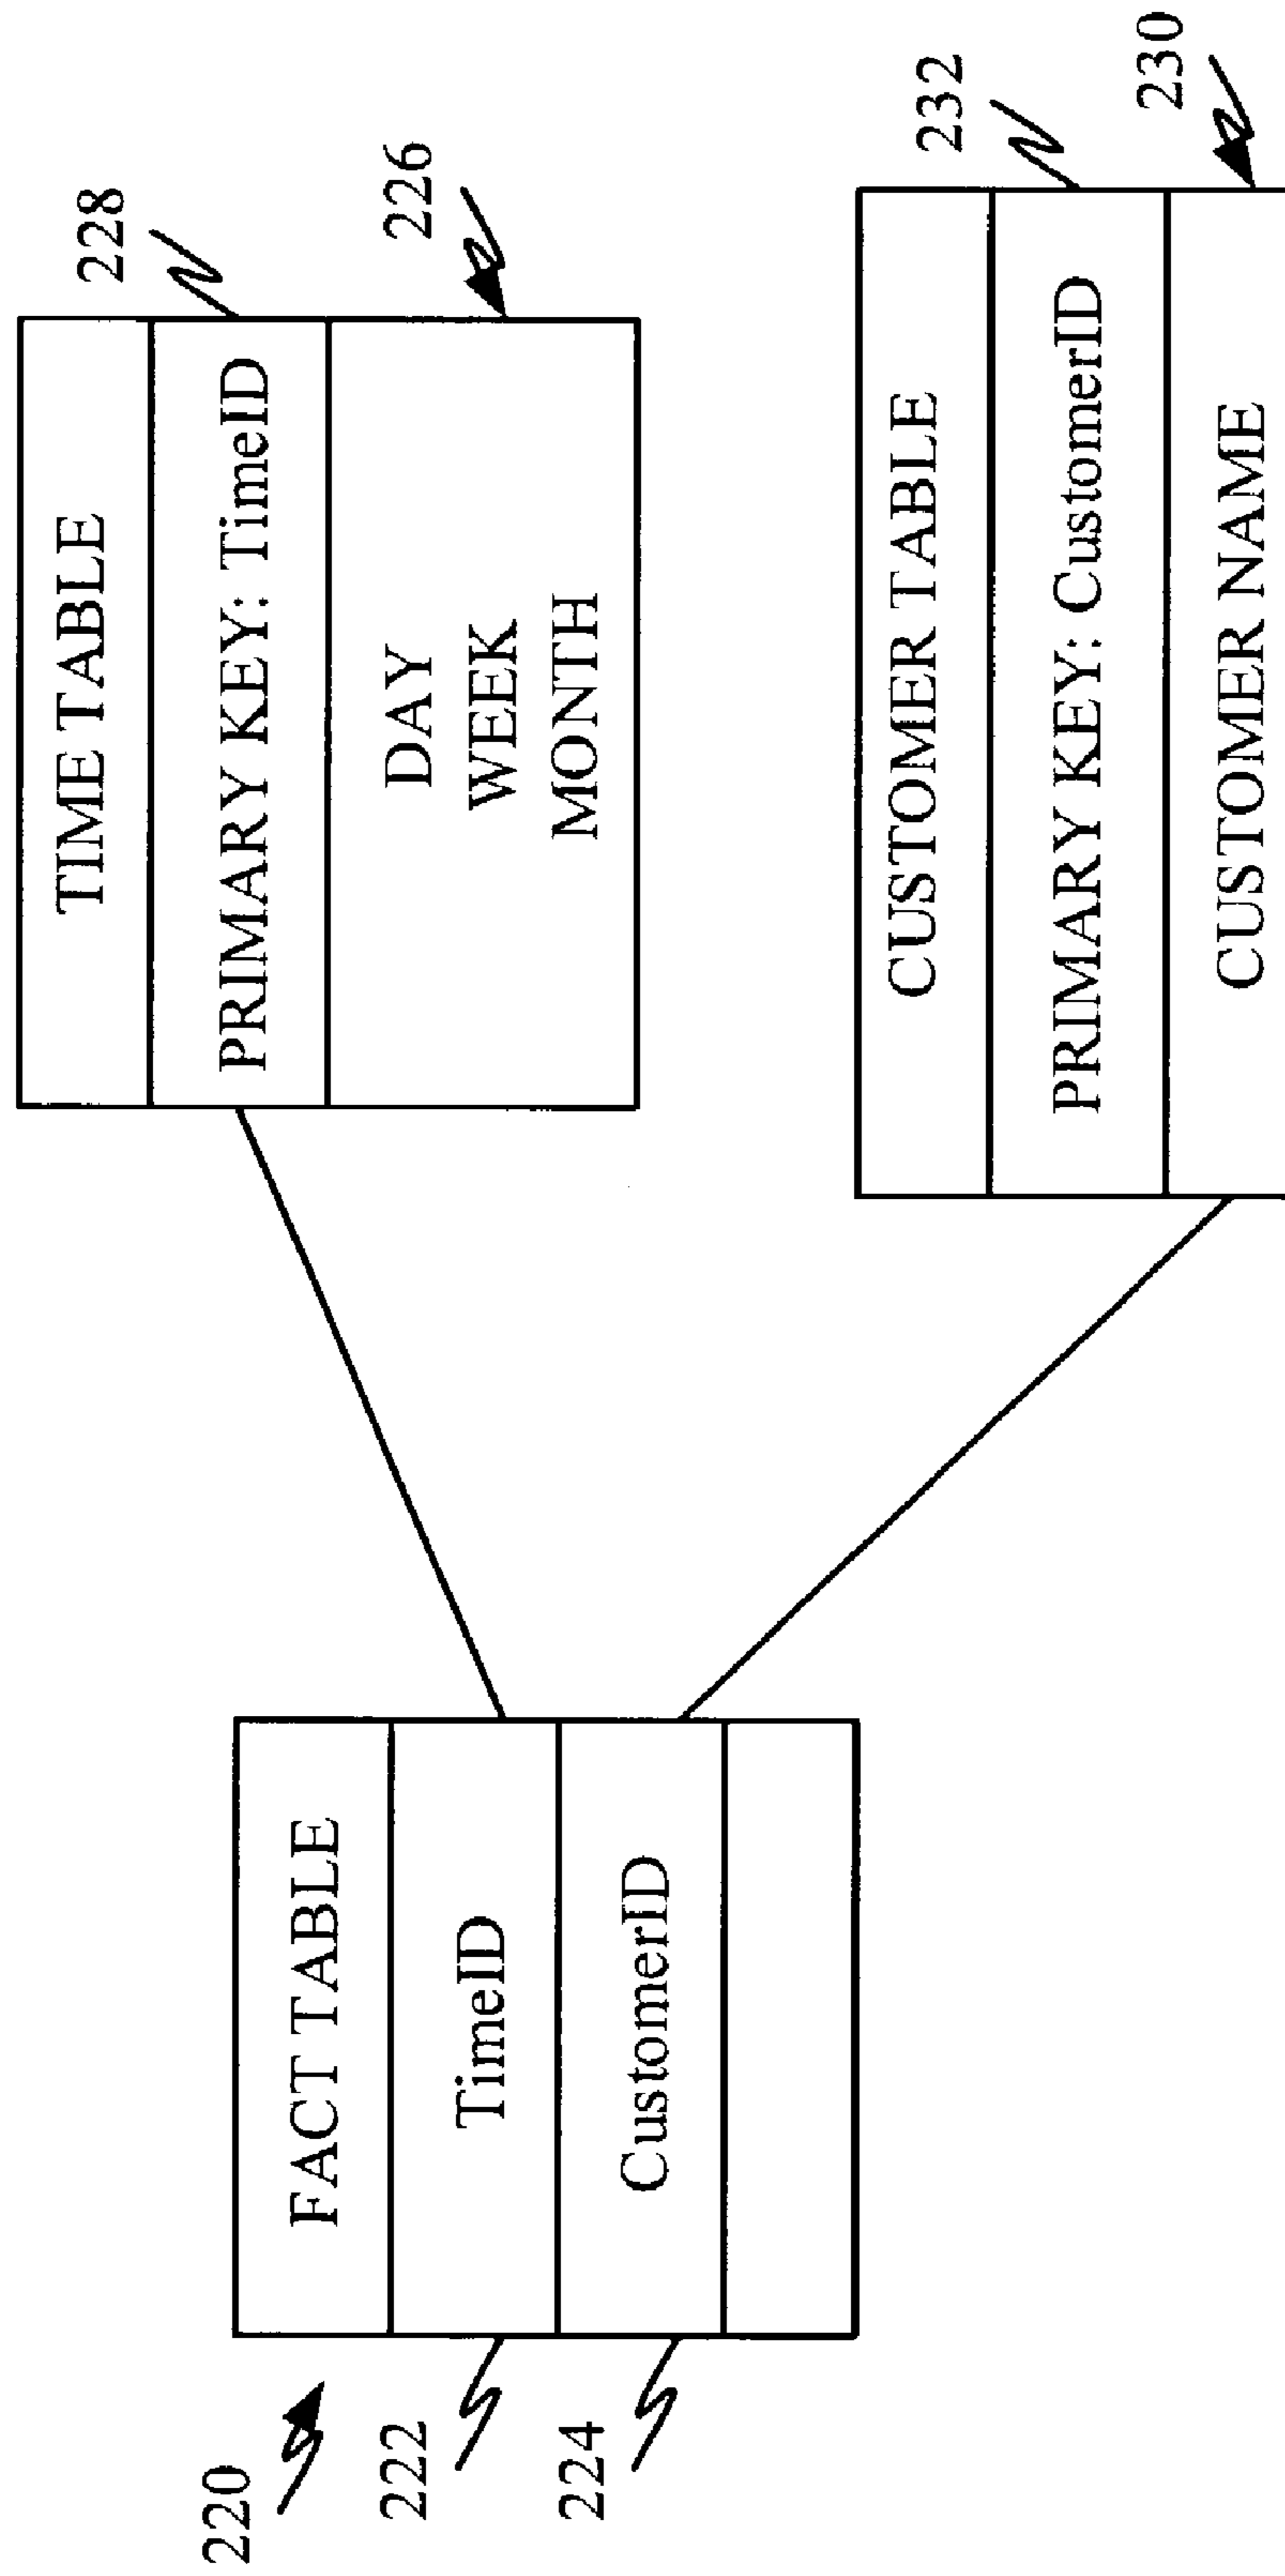 220
FACT TABLE
222
TimeID
224
CustomerID
TIME TABLE
228
PRIMARY KEY: TimeID
226
DAY
WEEK
MONTH
CUSTOMER TABLE
232
PRIMARY KEY: CustomerID
230
CUSTOMER NAME